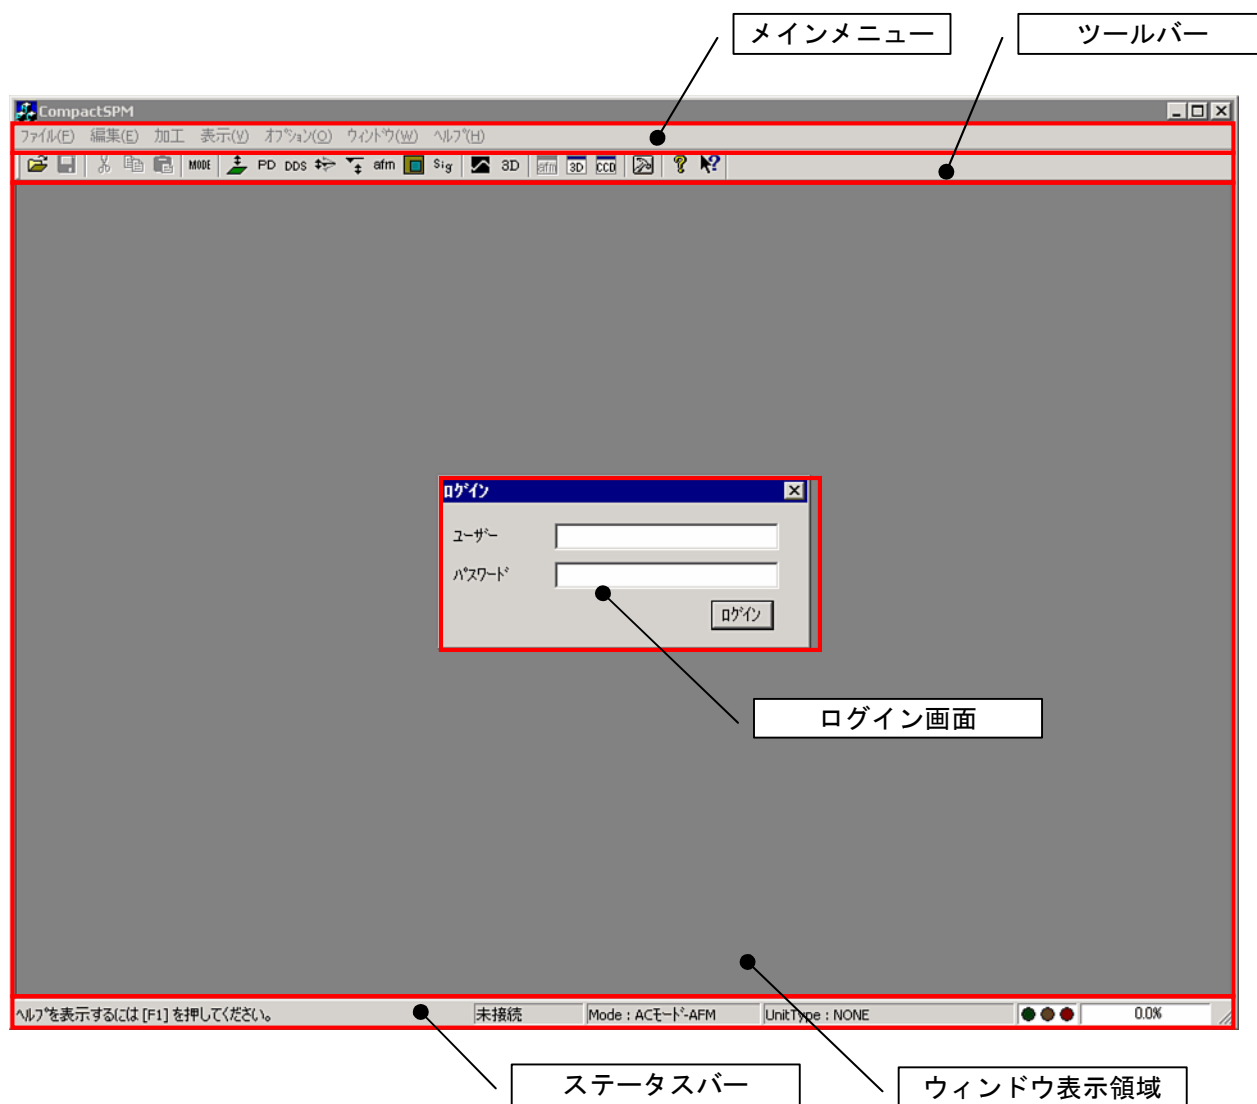 メインメニュー
ツールバー
CompactSPM
ﾌｧｲﾙ(F) 編集(E) 加工 表示(V) ｵﾌﾟｼｮﾝ(O) ｳｨﾝﾄﾞｳ(W) ﾍﾙﾌﾟ(H)
MODE PD DDS afm Sig 3D afm 3D CCD
ﾛｸﾞｲﾝ
ﾕｰｻﾞｰ
ﾊﾟｽﾜｰﾄﾞ
ﾛｸﾞｲﾝ
ログイン画面
ﾍﾙﾌﾟを表示するには [F1] を押してください。 未接続 Mode : ACﾓｰﾄﾞ-AFM UnitType : NONE 0.0%
ステータスバー
ウィンドウ表示領域